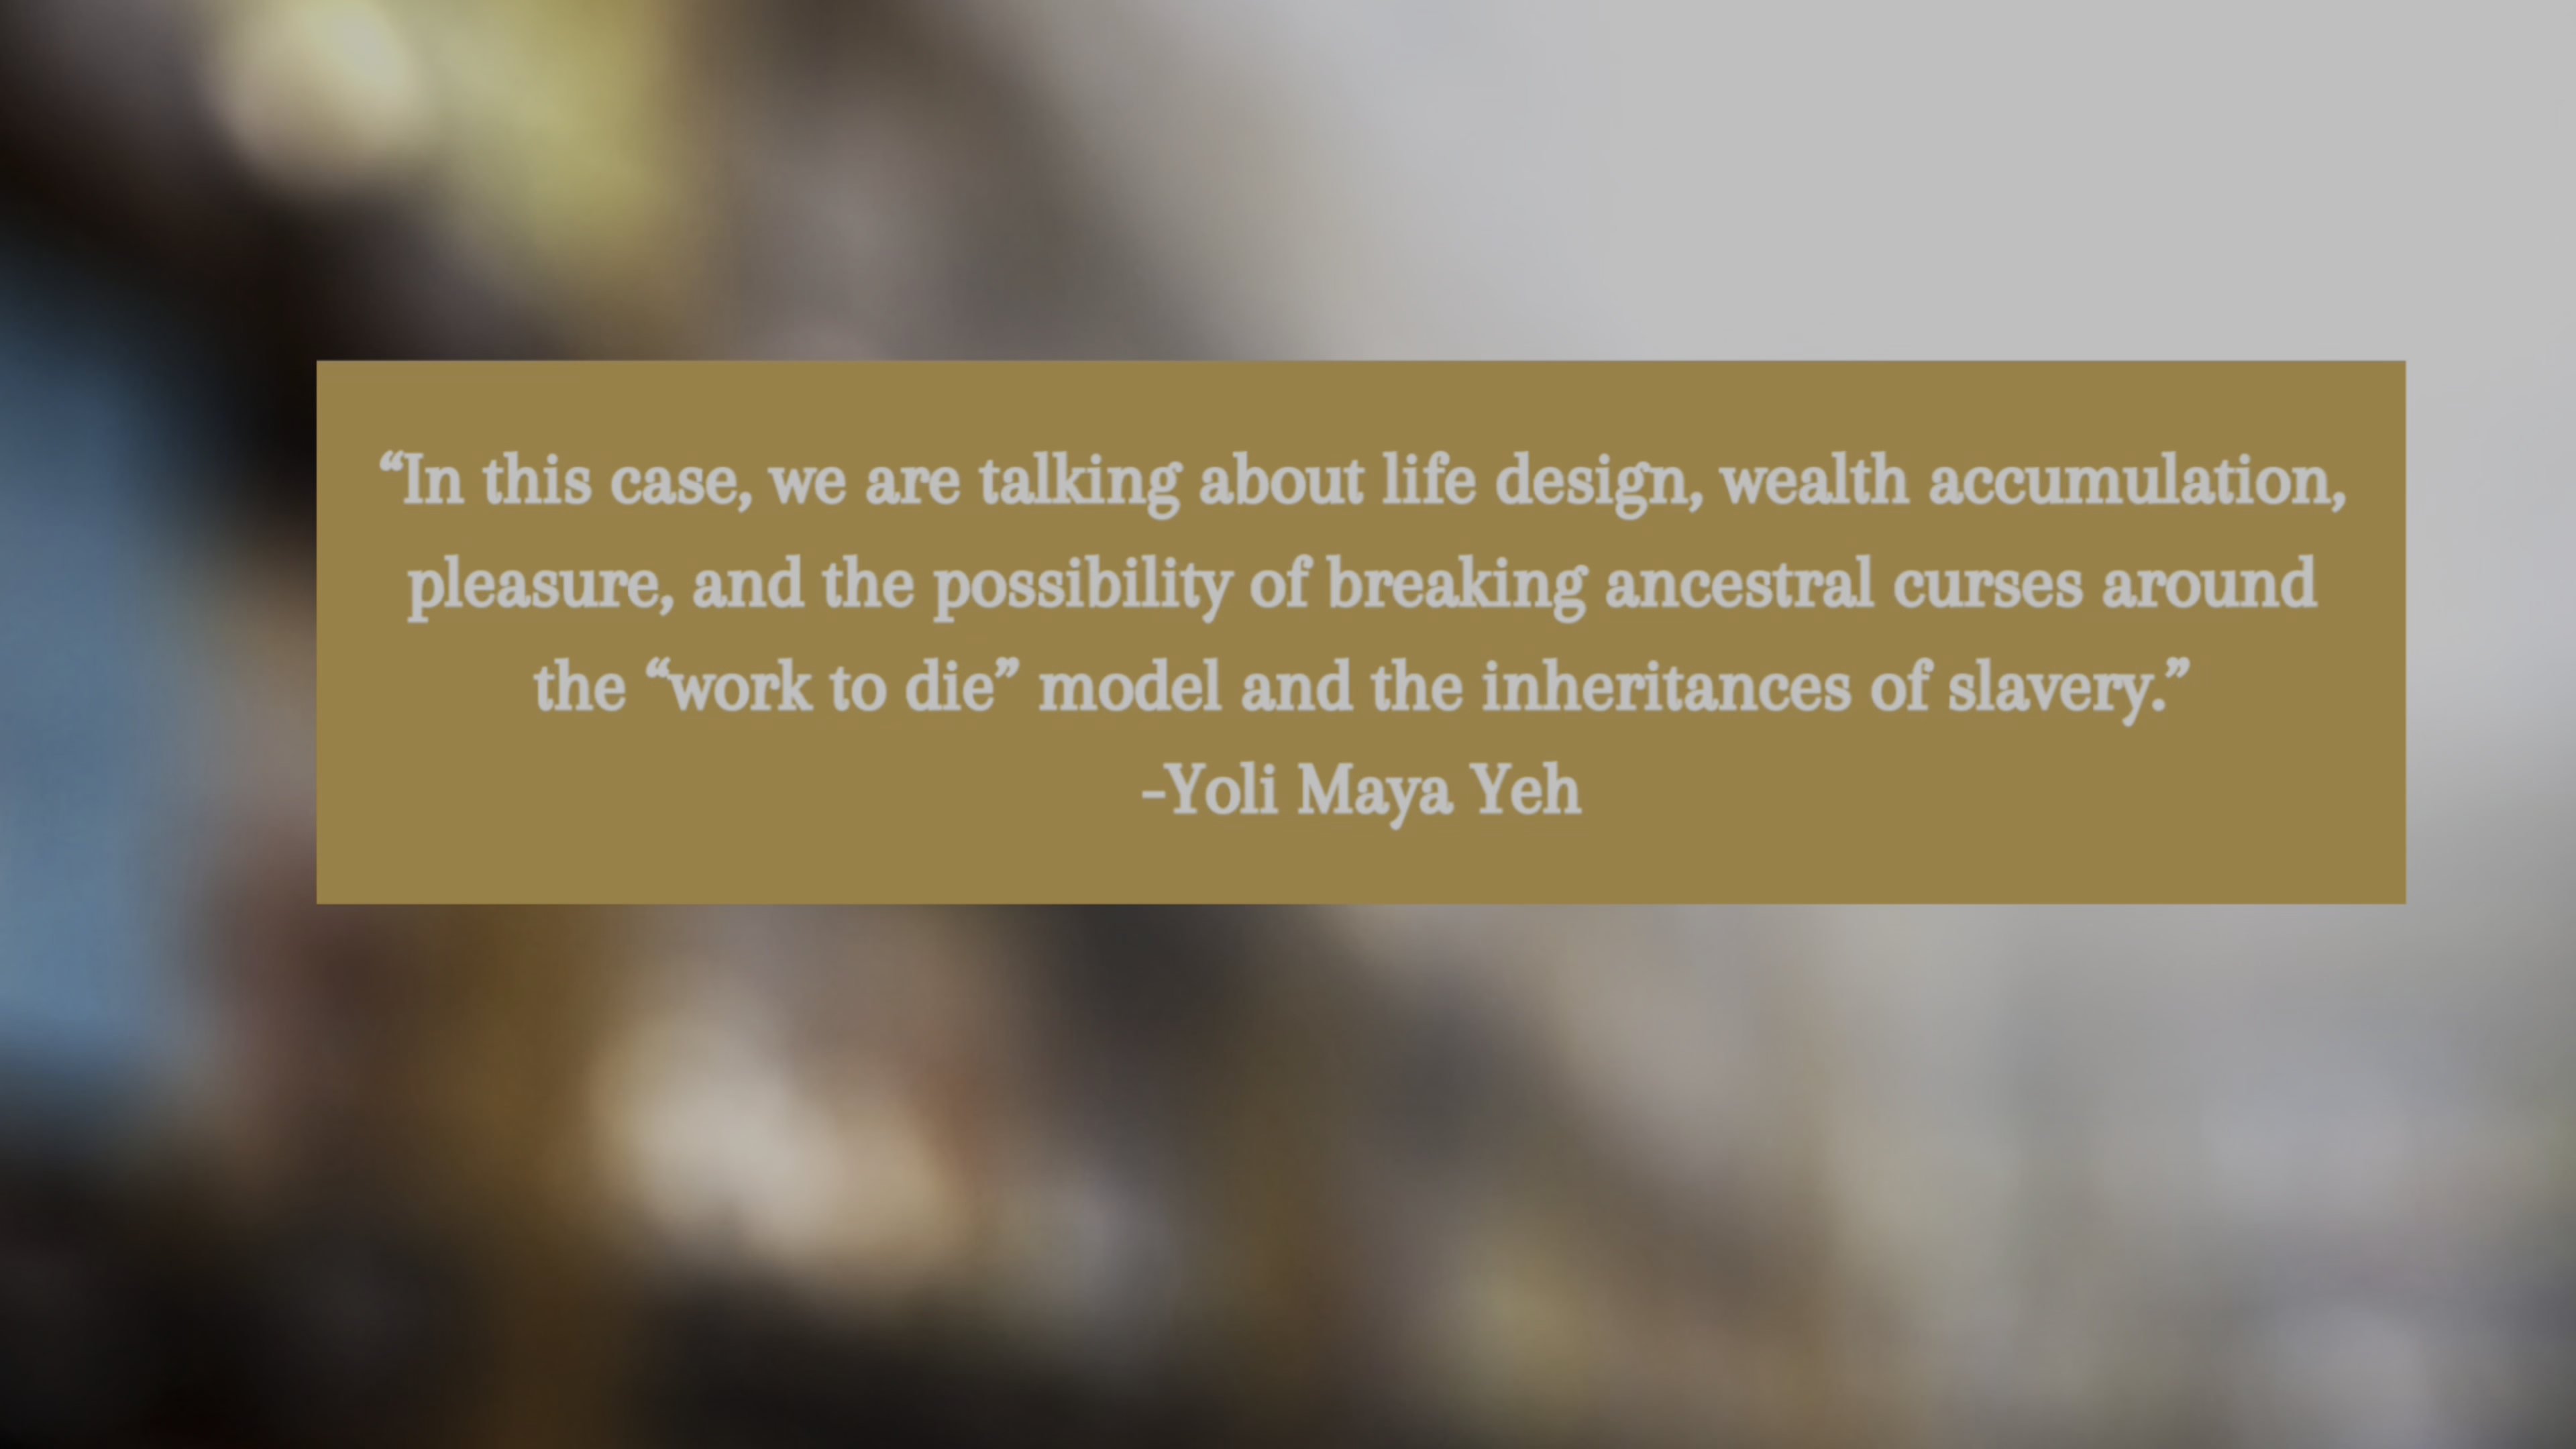 “In this case, we are talking about life design, wealth accumulation,
pleasure, and the possibility of breaking ancestral curses around
the “work to die” model and the inheritances of slavery.”
-Yoli Maya Yeh